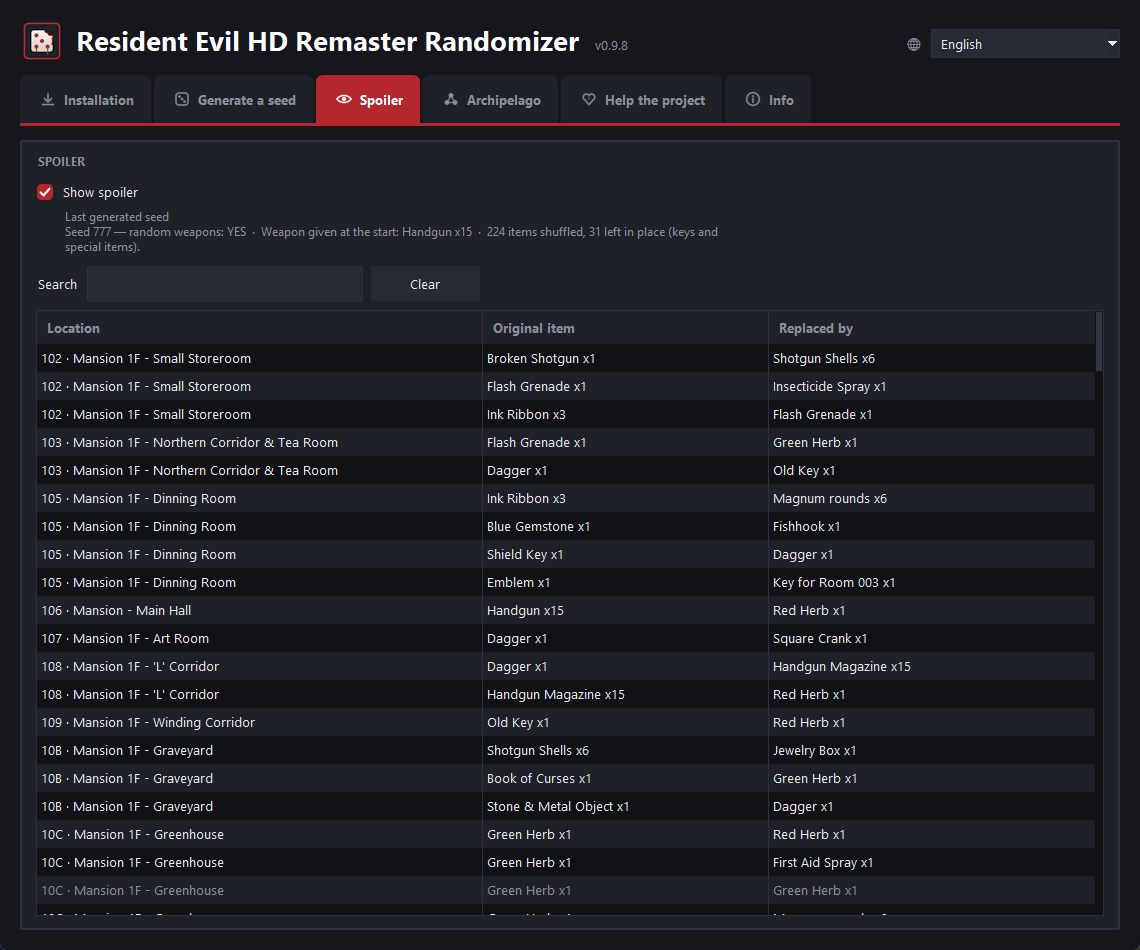 Resident Evil HD Remaster Randomizer v0.9.8
English
Installation Generate a seed Spoiler Archipelago Help the project Info
SPOILER
Show spoiler
Last generated seed
Seed 777 — random weapons: YES · Weapon given at the start: Handgun x15 · 224 items shuffled, 31 left in place (keys and
special items).
Search Clear
Location Original item Replaced by
102 · Mansion 1F - Small Storeroom Broken Shotgun x1 Shotgun Shells x6
102 · Mansion 1F - Small Storeroom Flash Grenade x1 Insecticide Spray x1
102 · Mansion 1F - Small Storeroom Ink Ribbon x3 Flash Grenade x1
103 · Mansion 1F - Northern Corridor & Tea Room Flash Grenade x1 Green Herb x1
103 · Mansion 1F - Northern Corridor & Tea Room Dagger x1 Old Key x1
105 · Mansion 1F - Dinning Room Ink Ribbon x3 Magnum rounds x6
105 · Mansion 1F - Dinning Room Blue Gemstone x1 Fishhook x1
105 · Mansion 1F - Dinning Room Shield Key x1 Dagger x1
105 · Mansion 1F - Dinning Room Emblem x1 Key for Room 003 x1
106 · Mansion - Main Hall Handgun x15 Red Herb x1
107 · Mansion 1F - Art Room Dagger x1 Square Crank x1
108 · Mansion 1F - 'L' Corridor Dagger x1 Handgun Magazine x15
108 · Mansion 1F - 'L' Corridor Handgun Magazine x15 Red Herb x1
109 · Mansion 1F - Winding Corridor Old Key x1 Red Herb x1
10B · Mansion 1F - Graveyard Shotgun Shells x6 Jewelry Box x1
10B · Mansion 1F - Graveyard Book of Curses x1 Green Herb x1
10B · Mansion 1F - Graveyard Stone & Metal Object x1 Dagger x1
10C · Mansion 1F - Greenhouse Green Herb x1 Red Herb x1
10C · Mansion 1F - Greenhouse Green Herb x1 First Aid Spray x1
10C · Mansion 1F - Greenhouse Green Herb x1 Green Herb x1